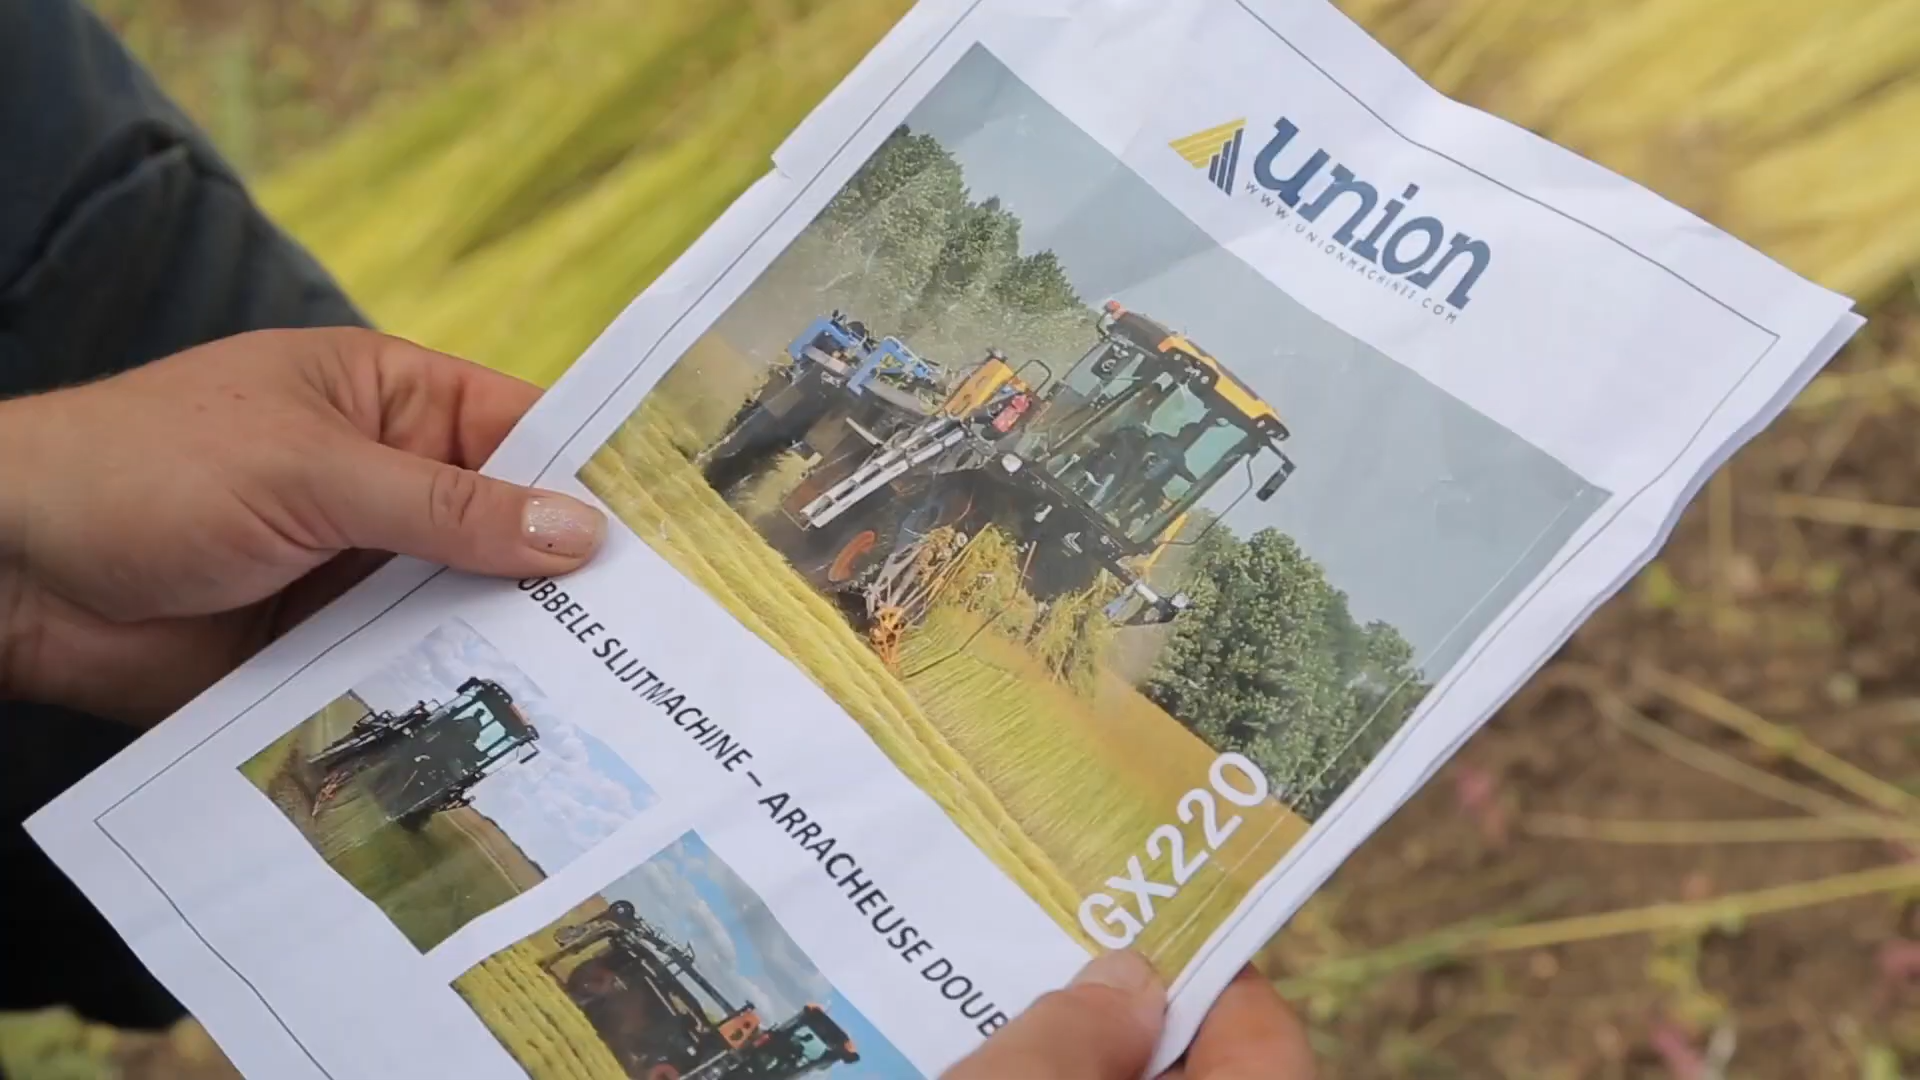 union
WWW.UNIONMACHINES.COM
GX220
UBBELE SLIJTMACHINE – ARRACHEUSE DOUB